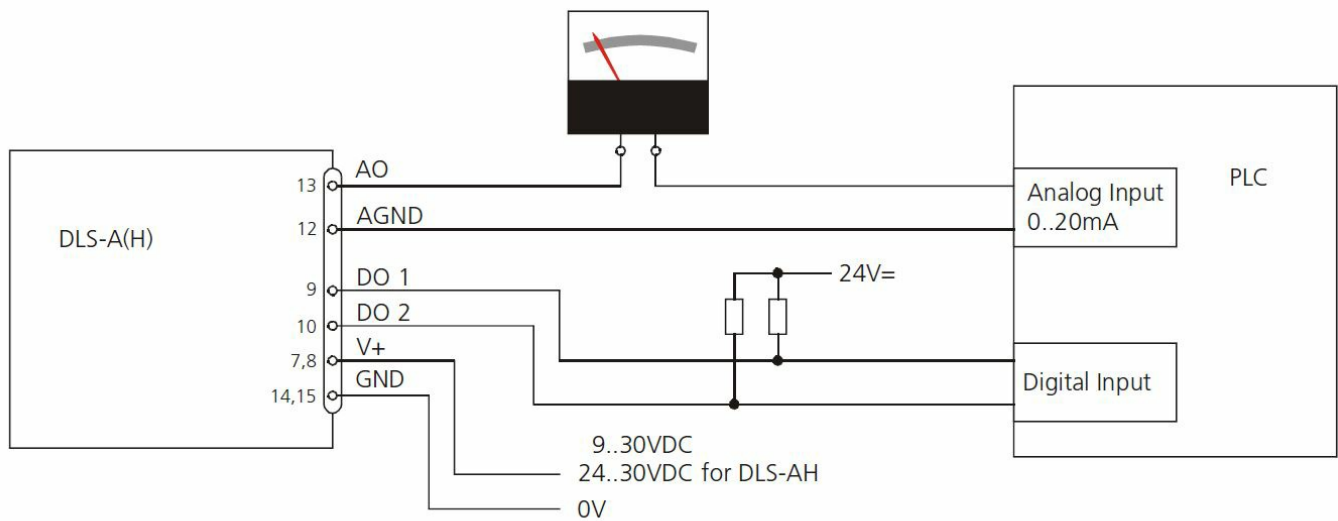 DLS-A(H)
13
AO
12
AGND
9
DO 1
10
DO 2
7,8
V+
14,15
GND
24V=
9..30VDC
24..30VDC for DLS-AH
0V
PLC
Analog Input
0..20mA
Digital Input